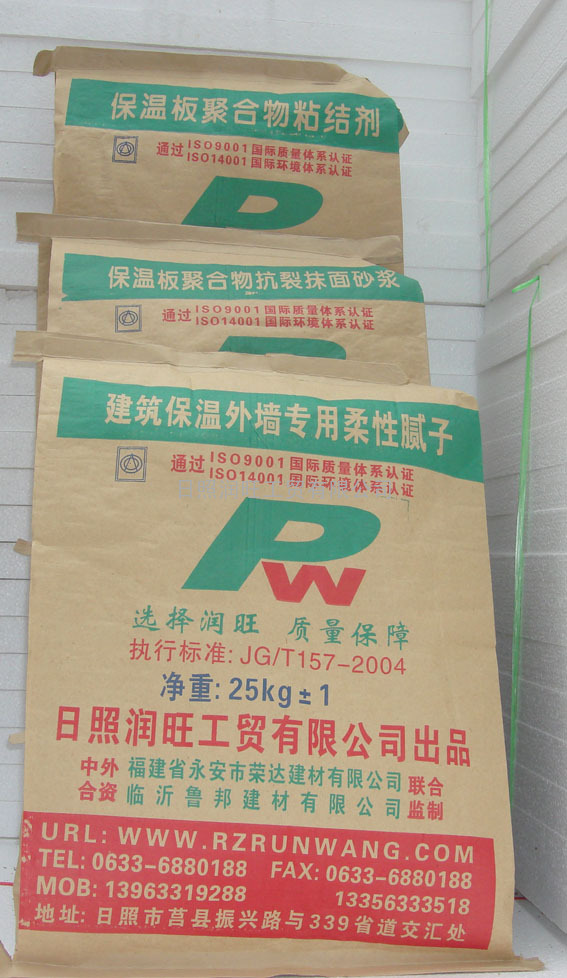 保温板聚合物粘结剂
通过 ISO9001国际质量体系认证
ISO14001国际环境体系认证
P
保温板聚合物抗裂抹面砂浆
通过 ISO9001国际质量体系认证
ISO14001国际环境体系认证
建筑保温外墙专用柔性腻子
通过 ISO9001国际质量体系认证
ISO14001国际环境体系认证
PW
选择润旺 质量保障
执行标准: JG/T157-2004
净重: 25kg±1
日照润旺工贸有限公司出品
中外 福建省永安市荣达建材有限公司 联合
合资 临沂鲁邦建材有限公司 监制
URL: WWW.RZRUNWANG.COM
TEL: 0633-6880188 FAX: 0633-6880188
MOB: 13963319288 13356333518
地址: 日照市莒县振兴路与339省道交汇处